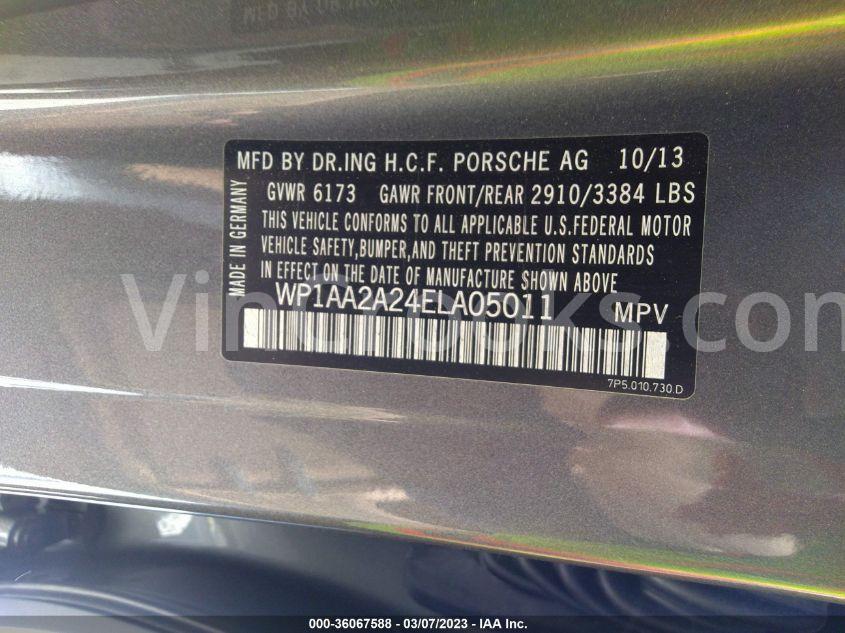 MFD BY DR.ING H.C.F. PORSCHE AG 10/13
GVWR 6173 GAWR FRONT/REAR 2910/3384 LBS
THIS VEHICLE CONFORMS TO ALL APPLICABLE U.S.FEDERAL MOTOR
VEHICLE SAFETY,BUMPER,AND THEFT PREVENTION STANDARDS
IN EFFECT ON THE DATE OF MANUFACTURE SHOWN ABOVE
MADE IN GERMANY
WP1AA2A24ELA05011 MPV
7P5.010.730.D
VinCrooks.com
000-36067588 — 03/07/2023 — IAA Inc.